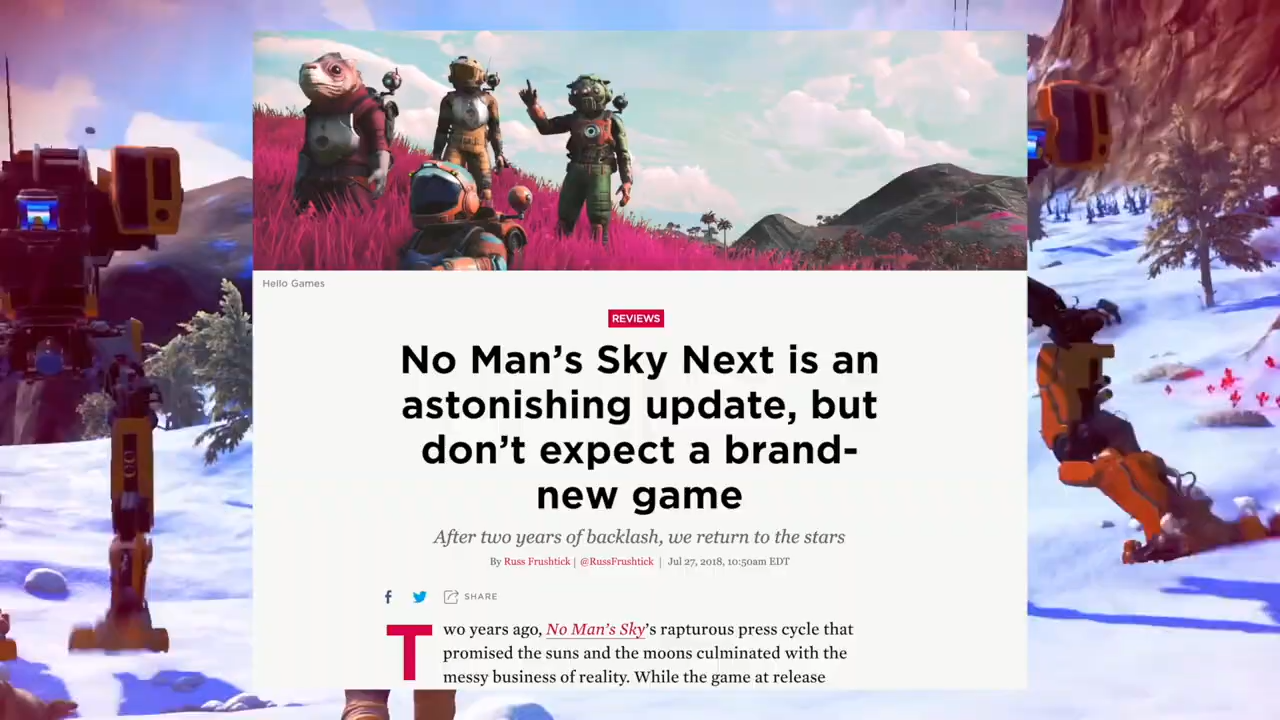 Hello Games
REVIEWS
No Man's Sky Next is an
astonishing update, but
don't expect a brand-
new game
After two years of backlash, we return to the stars
By Russ Frushtick | @RussFrushtick | Jul 27, 2018, 10:50am EDT
SHARE
Two years ago, No Man's Sky's rapturous press cycle that
promised the suns and the moons culminated with the
messy business of reality. While the game at release